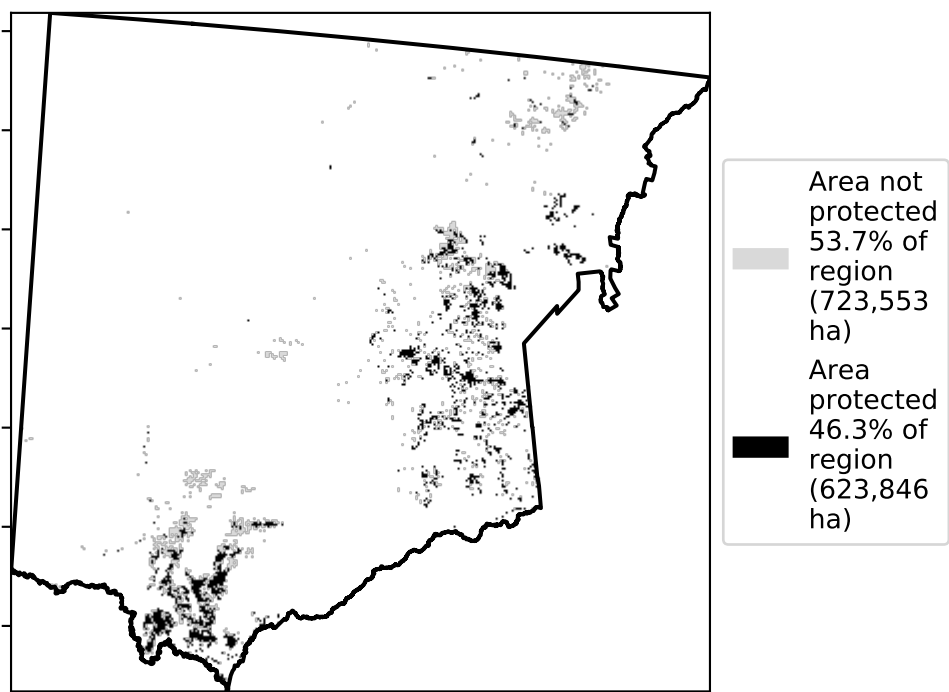 Area not
protected
53.7% of
region
(723,553
ha)
Area
protected
46.3% of
region
(623,846
ha)